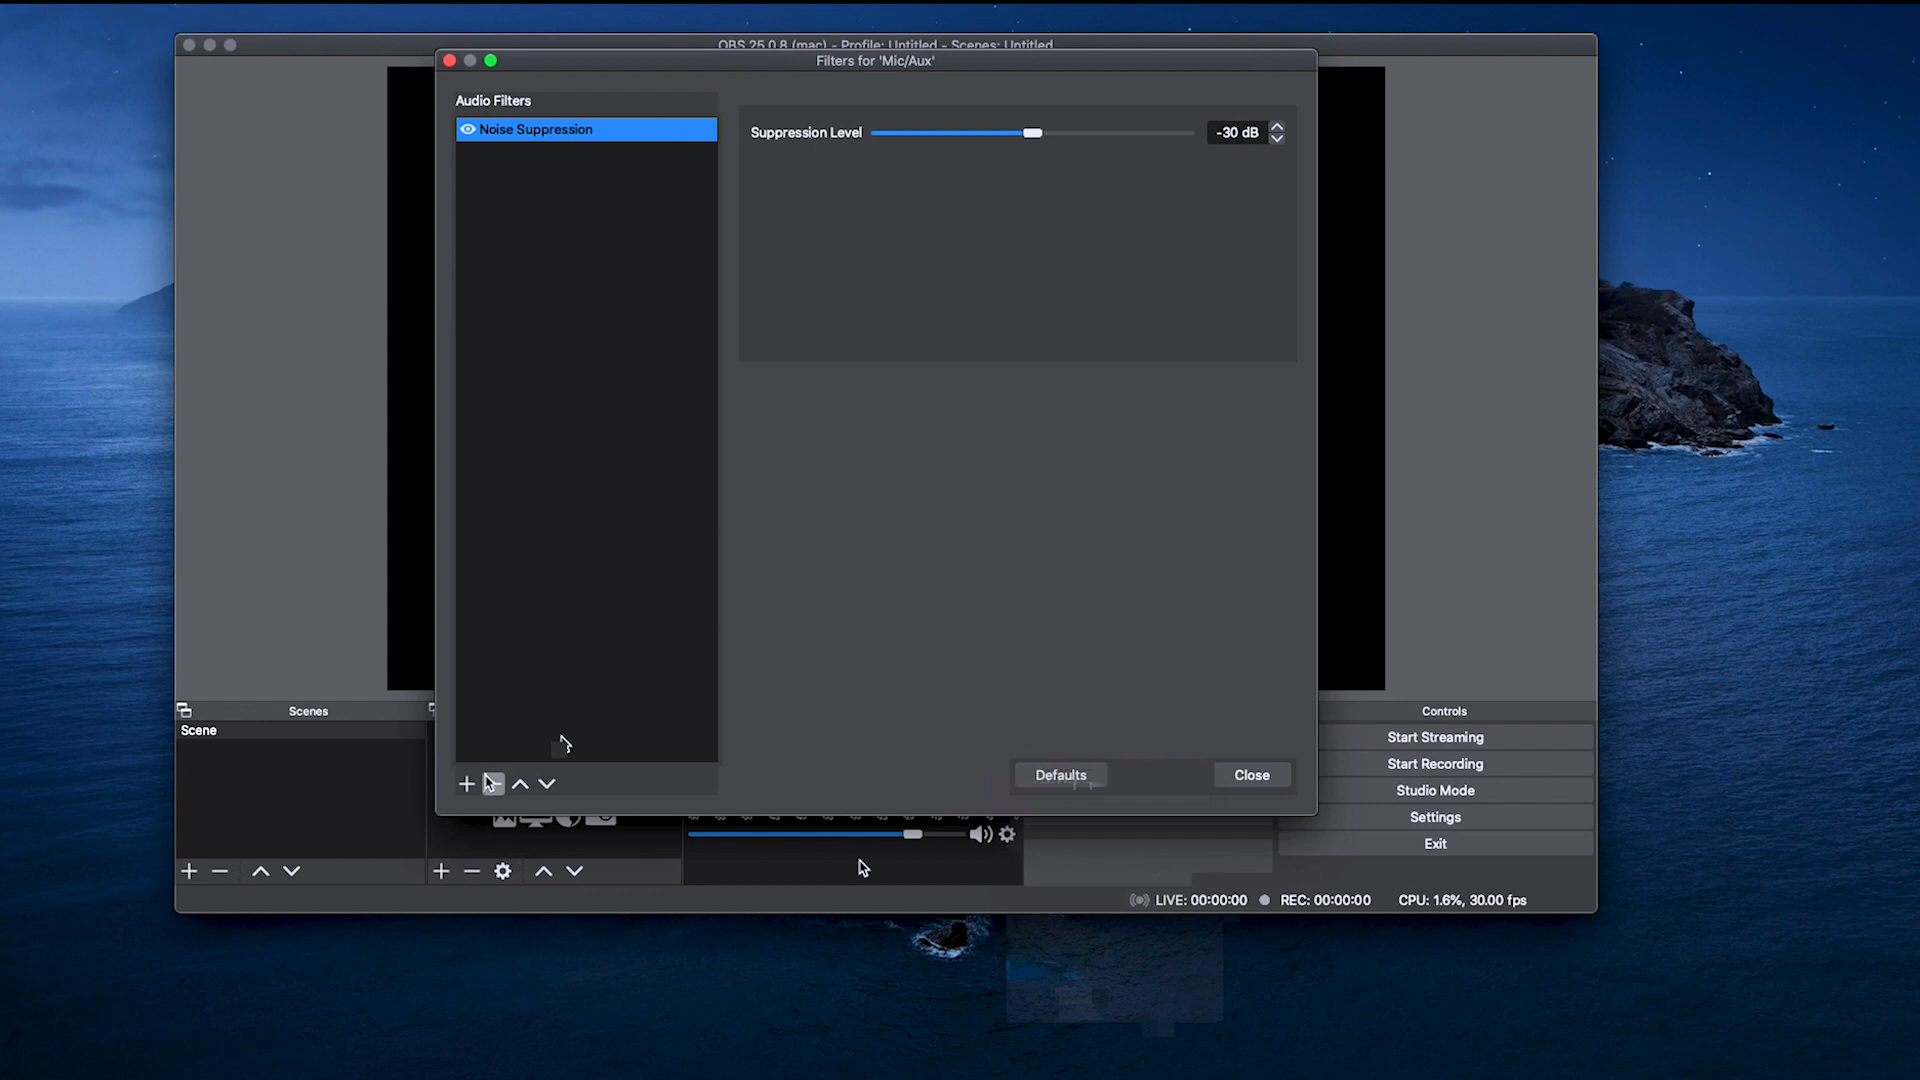 OBS 25.0.8 (mac) - Profile: Untitled - Scenes: Untitled
Filters for 'Mic/Aux'
Audio Filters
Noise Suppression
Suppression Level
-30 dB
Defaults
Close
Scenes
Scene
Controls
Start Streaming
Start Recording
Studio Mode
Settings
Exit
LIVE: 00:00:00
REC: 00:00:00
CPU: 1.6%, 30.00 fps